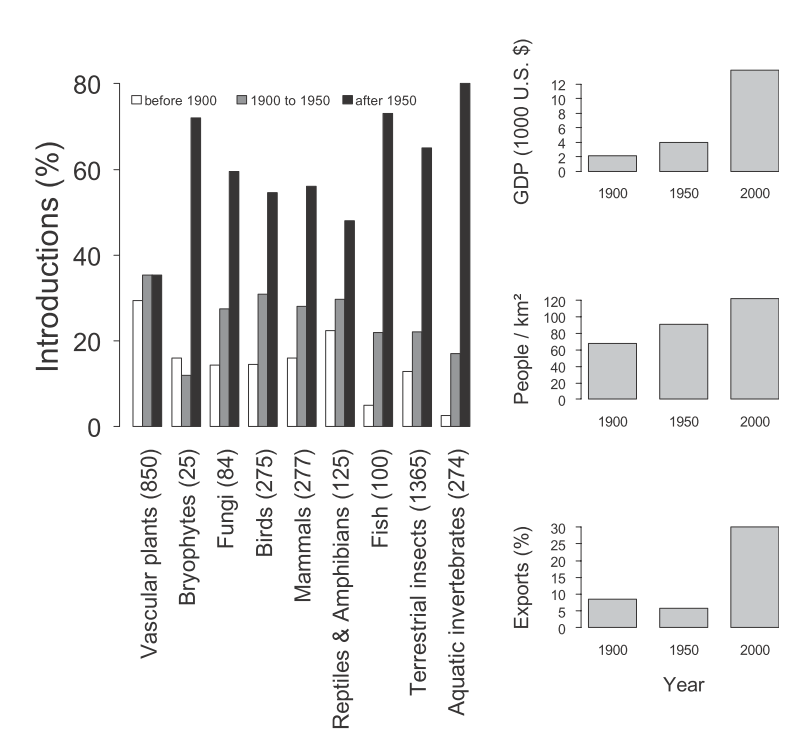 Introductions (%)
80
60
40
20
0
before 1900
1900 to 1950
after 1950
Vascular plants (850)
Bryophytes (25)
Fungi (84)
Birds (275)
Mammals (277)
Reptiles & Amphibians (125)
Fish (100)
Terrestrial insects (1365)
Aquatic invertebrates (274)
GDP (1000 U.S. $)
12
10
8
6
4
2
0
1900 1950 2000
People / km²
120
100
80
60
40
20
0
1900 1950 2000
Exports (%)
30
25
20
15
10
5
0
1900 1950 2000
Year